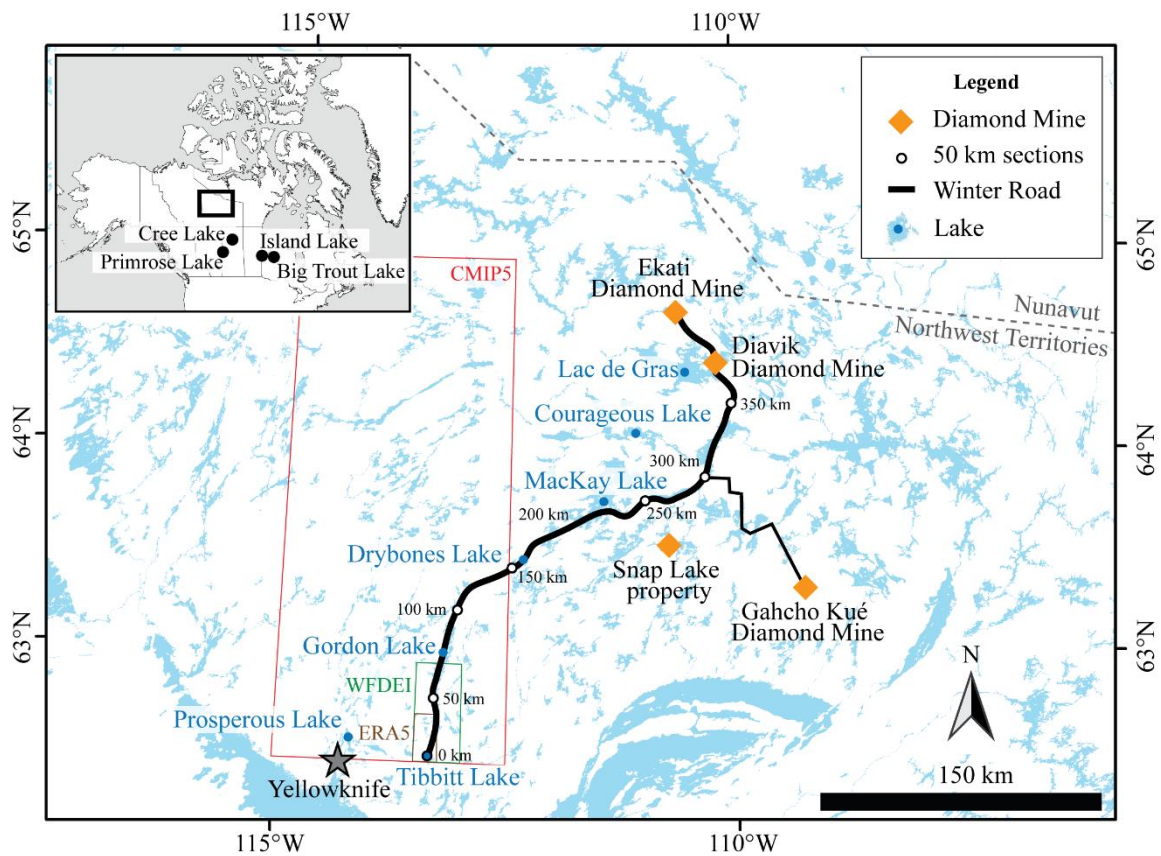 115°W
110°W
Legend
Diamond Mine
50 km sections
Winter Road
Lake
Cree Lake
Island Lake
Primrose Lake
Big Trout Lake
65°N
65°N
CMIP5
Ekati
Diamond Mine
Nunavut
Northwest Territories
Diavik
Diamond Mine
Lac de Gras
350 km
Courageous Lake
64°N
64°N
300 km
MacKay Lake
250 km
200 km
Drybones Lake
150 km
Snap Lake
property
100 km
Gahcho Kué
Diamond Mine
63°N
63°N
Gordon Lake
N
WFDEI
50 km
Prosperous Lake
ERA5
0 km
Tibbitt Lake
Yellowknife
150 km
115°W
110°W